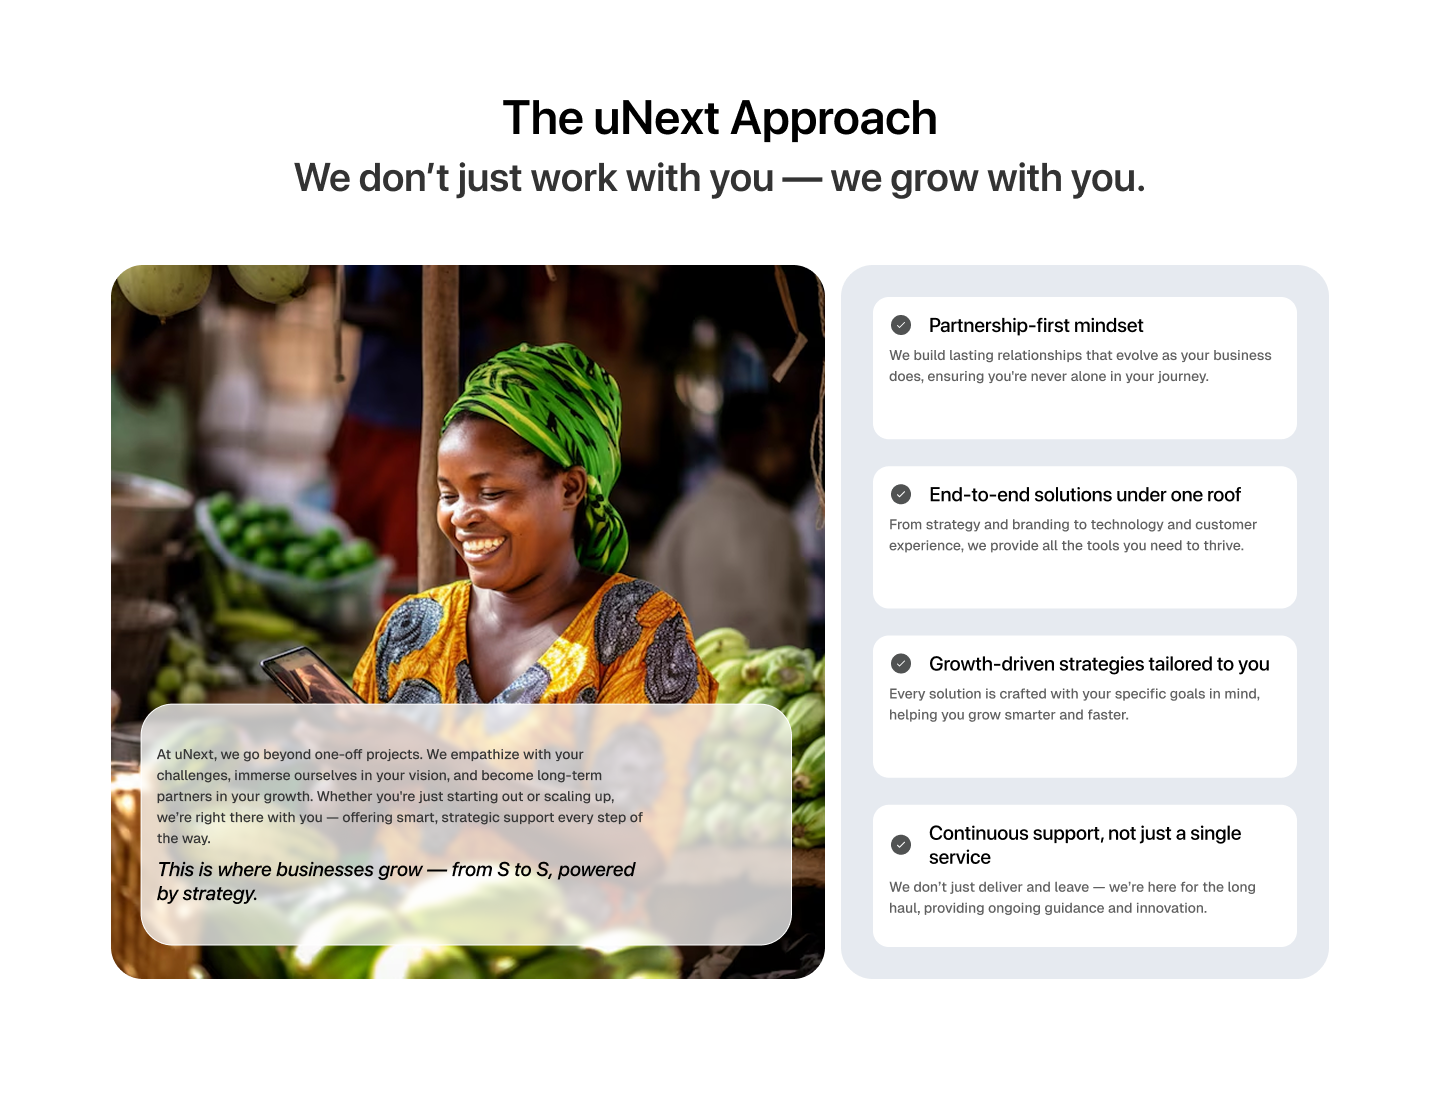 The uNext Approach
We don’t just work with you — we grow with you.
At uNext, we go beyond one-off projects. We empathize with your
challenges, immerse ourselves in your vision, and become long-term
partners in your growth. Whether you're just starting out or scaling up,
we’re right there with you — offering smart, strategic support every step of
the way.
This is where businesses grow — from S to S, powered
by strategy.
Partnership-first mindset
We build lasting relationships that evolve as your business
does, ensuring you're never alone in your journey.
End-to-end solutions under one roof
From strategy and branding to technology and customer
experience, we provide all the tools you need to thrive.
Growth-driven strategies tailored to you
Every solution is crafted with your specific goals in mind,
helping you grow smarter and faster.
Continuous support, not just a single
service
We don’t just deliver and leave — we’re here for the long
haul, providing ongoing guidance and innovation.